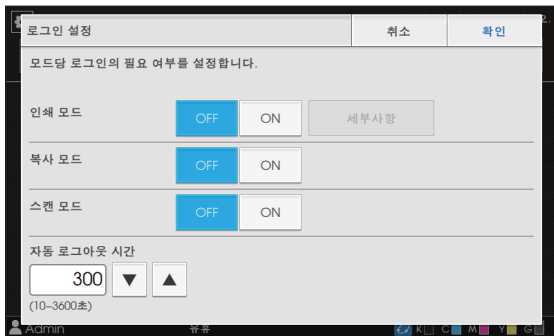 로그인 설정 취소 확인
모드당 로그인의 필요 여부를 설정합니다.
인쇄 모드 OFF ON 세부사항
복사 모드 OFF ON
스캔 모드 OFF ON
자동 로그아웃 시간
300 ▼ ▲
(10-3600초)
Admin 유휴 K C M Y G